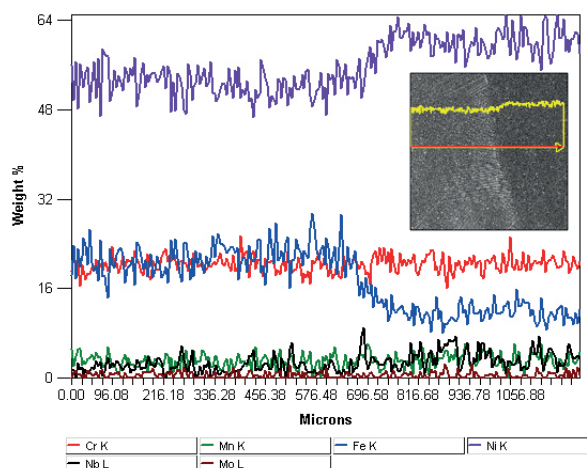 64
48
32
16
0
Weight %
0.00 96.08 216.18 336.28 456.38 576.48 696.58 816.68 936.78 1056.88
Microns
Cr K Mn K Fe K Ni K
Nb L Mo L